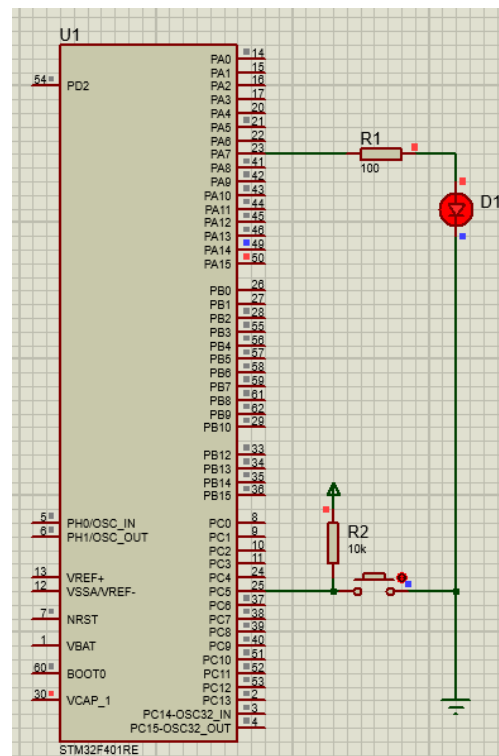 U1
PA0 14
PA1 15
54 PD2 PA2 16
PA3 17
PA4 20
PA5 21
PA6 22
R1
PA7 23
100
PA8 41
PA9 42
PA10 43
D1
PA11 44
PA12 45
PA13 46
PA14 49
PA15 50
PB0 26
PB1 27
PB2 28
PB3 55
PB4 56
PB5 57
PB6 58
PB7 59
PB8 61
PB9 62
PB10 29
PB12 33
PB13 34
PB14 35
PB15 36
5 PH0/OSC_IN PC0 8
6 PH1/OSC_OUT PC1 9
R2
PC2 10
10k
PC3 11
13 VREF+ PC4 24
12 VSSA/VREF- PC5 25
PC6 37
7 NRST PC7 38
PC8 39
1 VBAT PC9 40
PC10 51
60 BOOT0 PC11 52
PC12 53
30 VCAP_1 PC13 2
PC14-OSC32_IN 3
PC15-OSC32_OUT 4
STM32F401RE